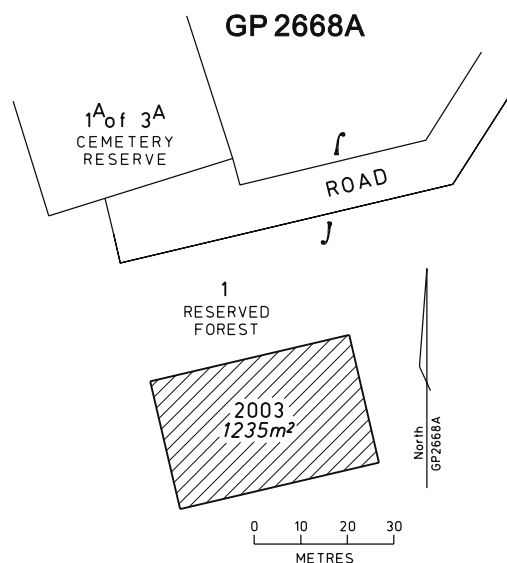 GP 2668A
1A of 3A
CEMETERY
RESERVE
ROAD
1
RESERVED
FOREST
2003
1235m²
North
GP2668A
0 10 20 30
METRES